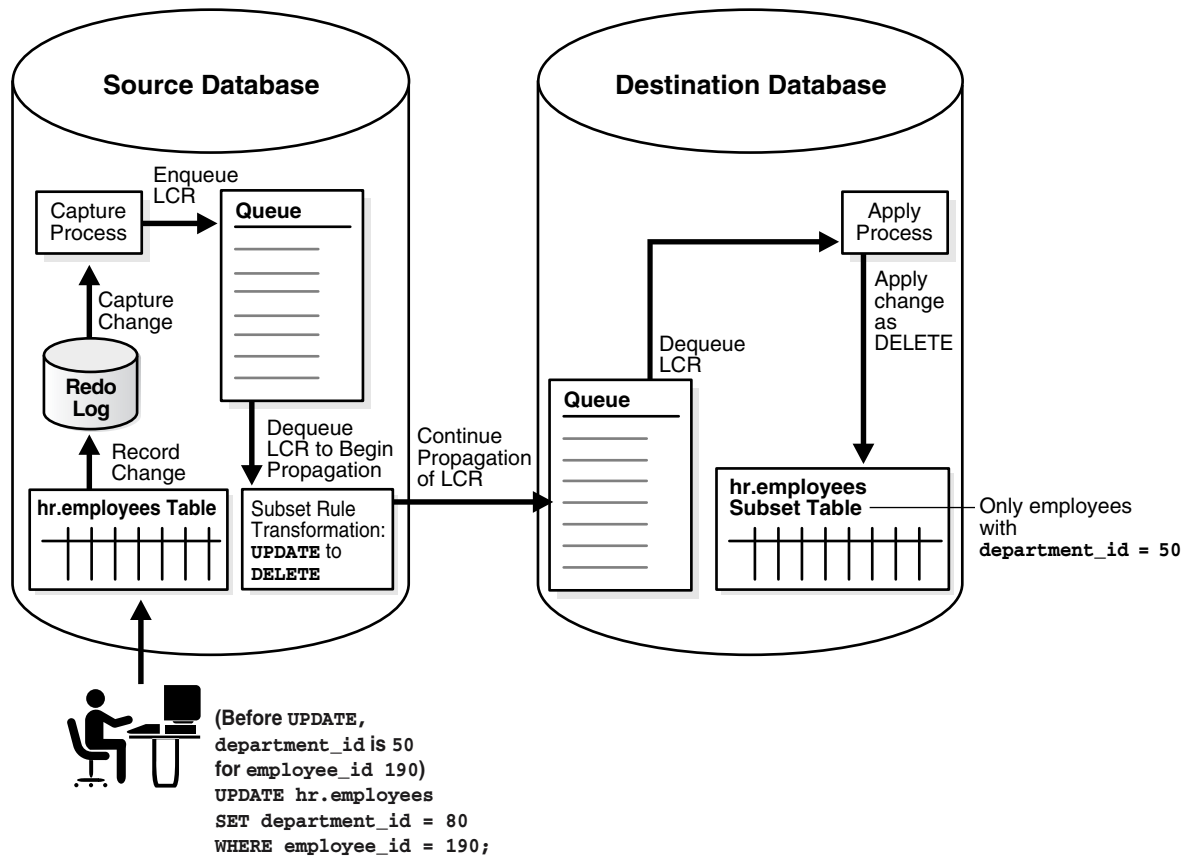 Source Database
Destination Database
Enqueue
LCR
Capture
Process
Queue
Capture
Change
Redo
Log
Record
Change
hr.employees Table
Dequeue
LCR to Begin
Propagation
Subset Rule
Transformation:
UPDATE to
DELETE
Continue
Propagation
of LCR
Queue
Dequeue
LCR
Apply
Process
Apply
change
as
DELETE
hr.employees
Subset Table
Only employees
with
department_id = 50
(Before UPDATE,
department_id is 50
for employee_id 190)
UPDATE hr.employees
SET department_id = 80
WHERE employee_id = 190;